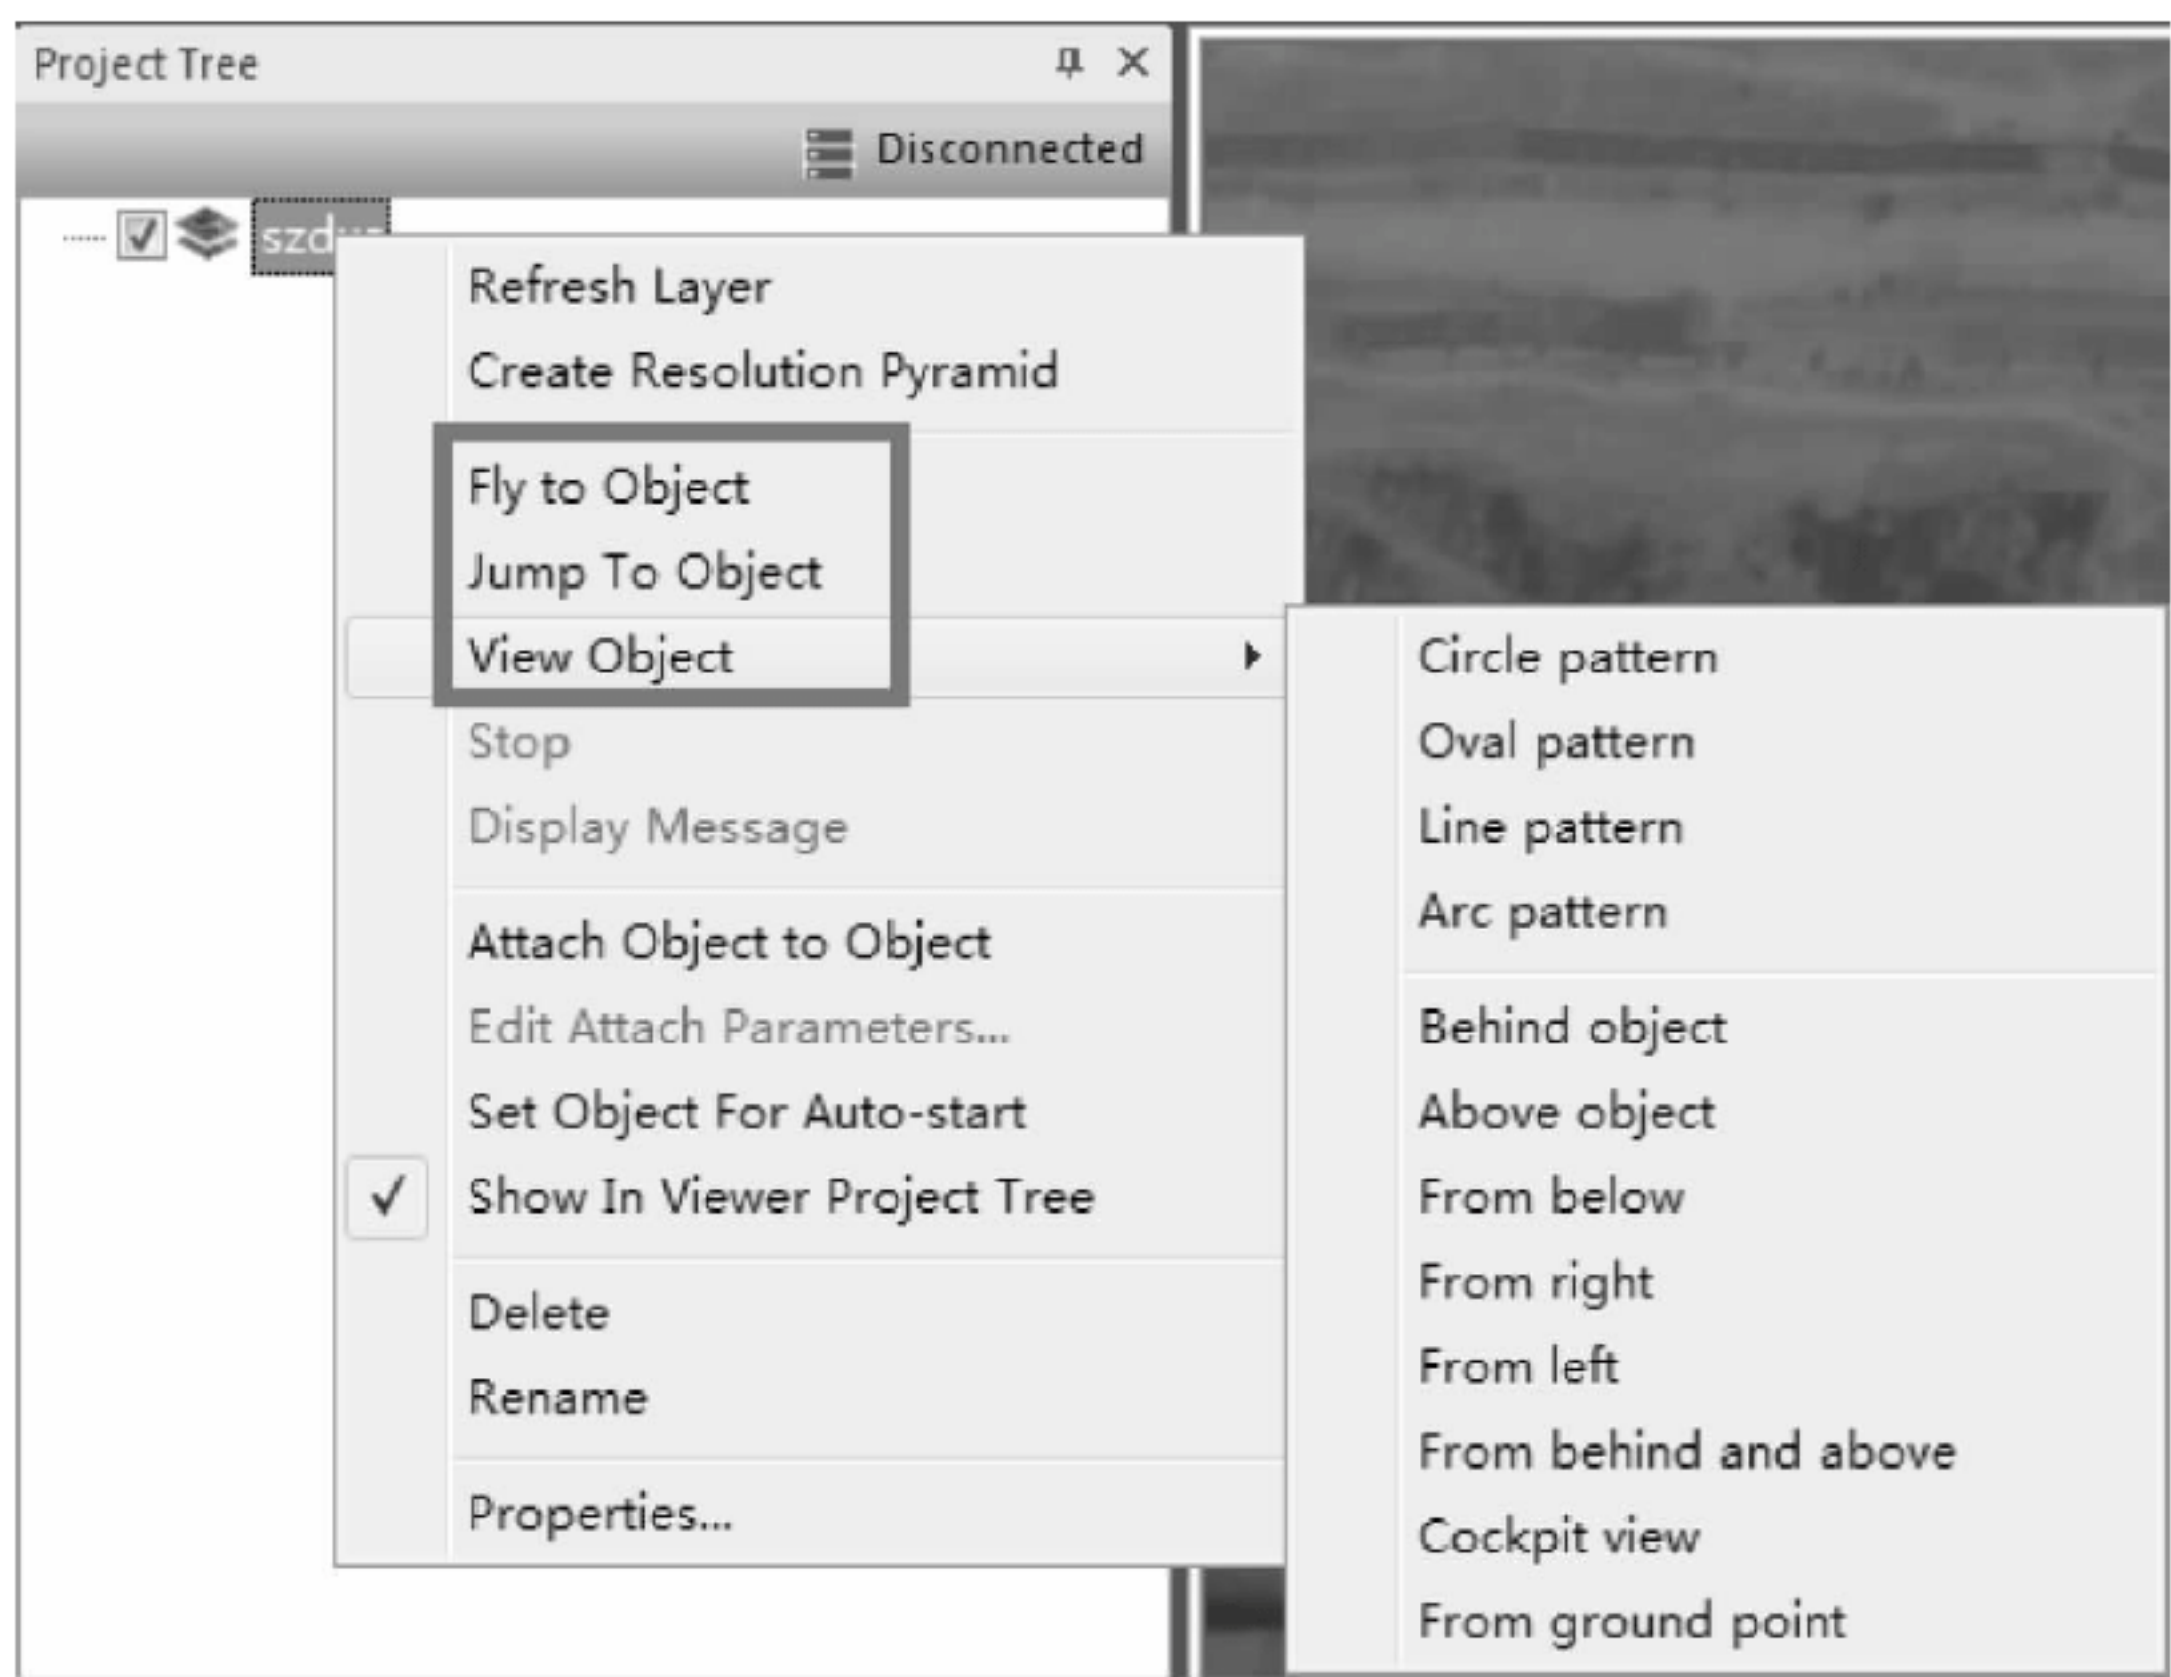 Project Tree
Disconnected
Refresh Layer
Create Resolution Pyramid
Fly to Object
Jump To Object
View Object
Stop
Display Message
Attach Object to Object
Edit Attach Parameters...
Set Object For Auto-start
Show In Viewer Project Tree
Delete
Rename
Properties...
Circle pattern
Oval pattern
Line pattern
Arc pattern
Behind object
Above object
From below
From right
From left
From behind and above
Cockpit view
From ground point